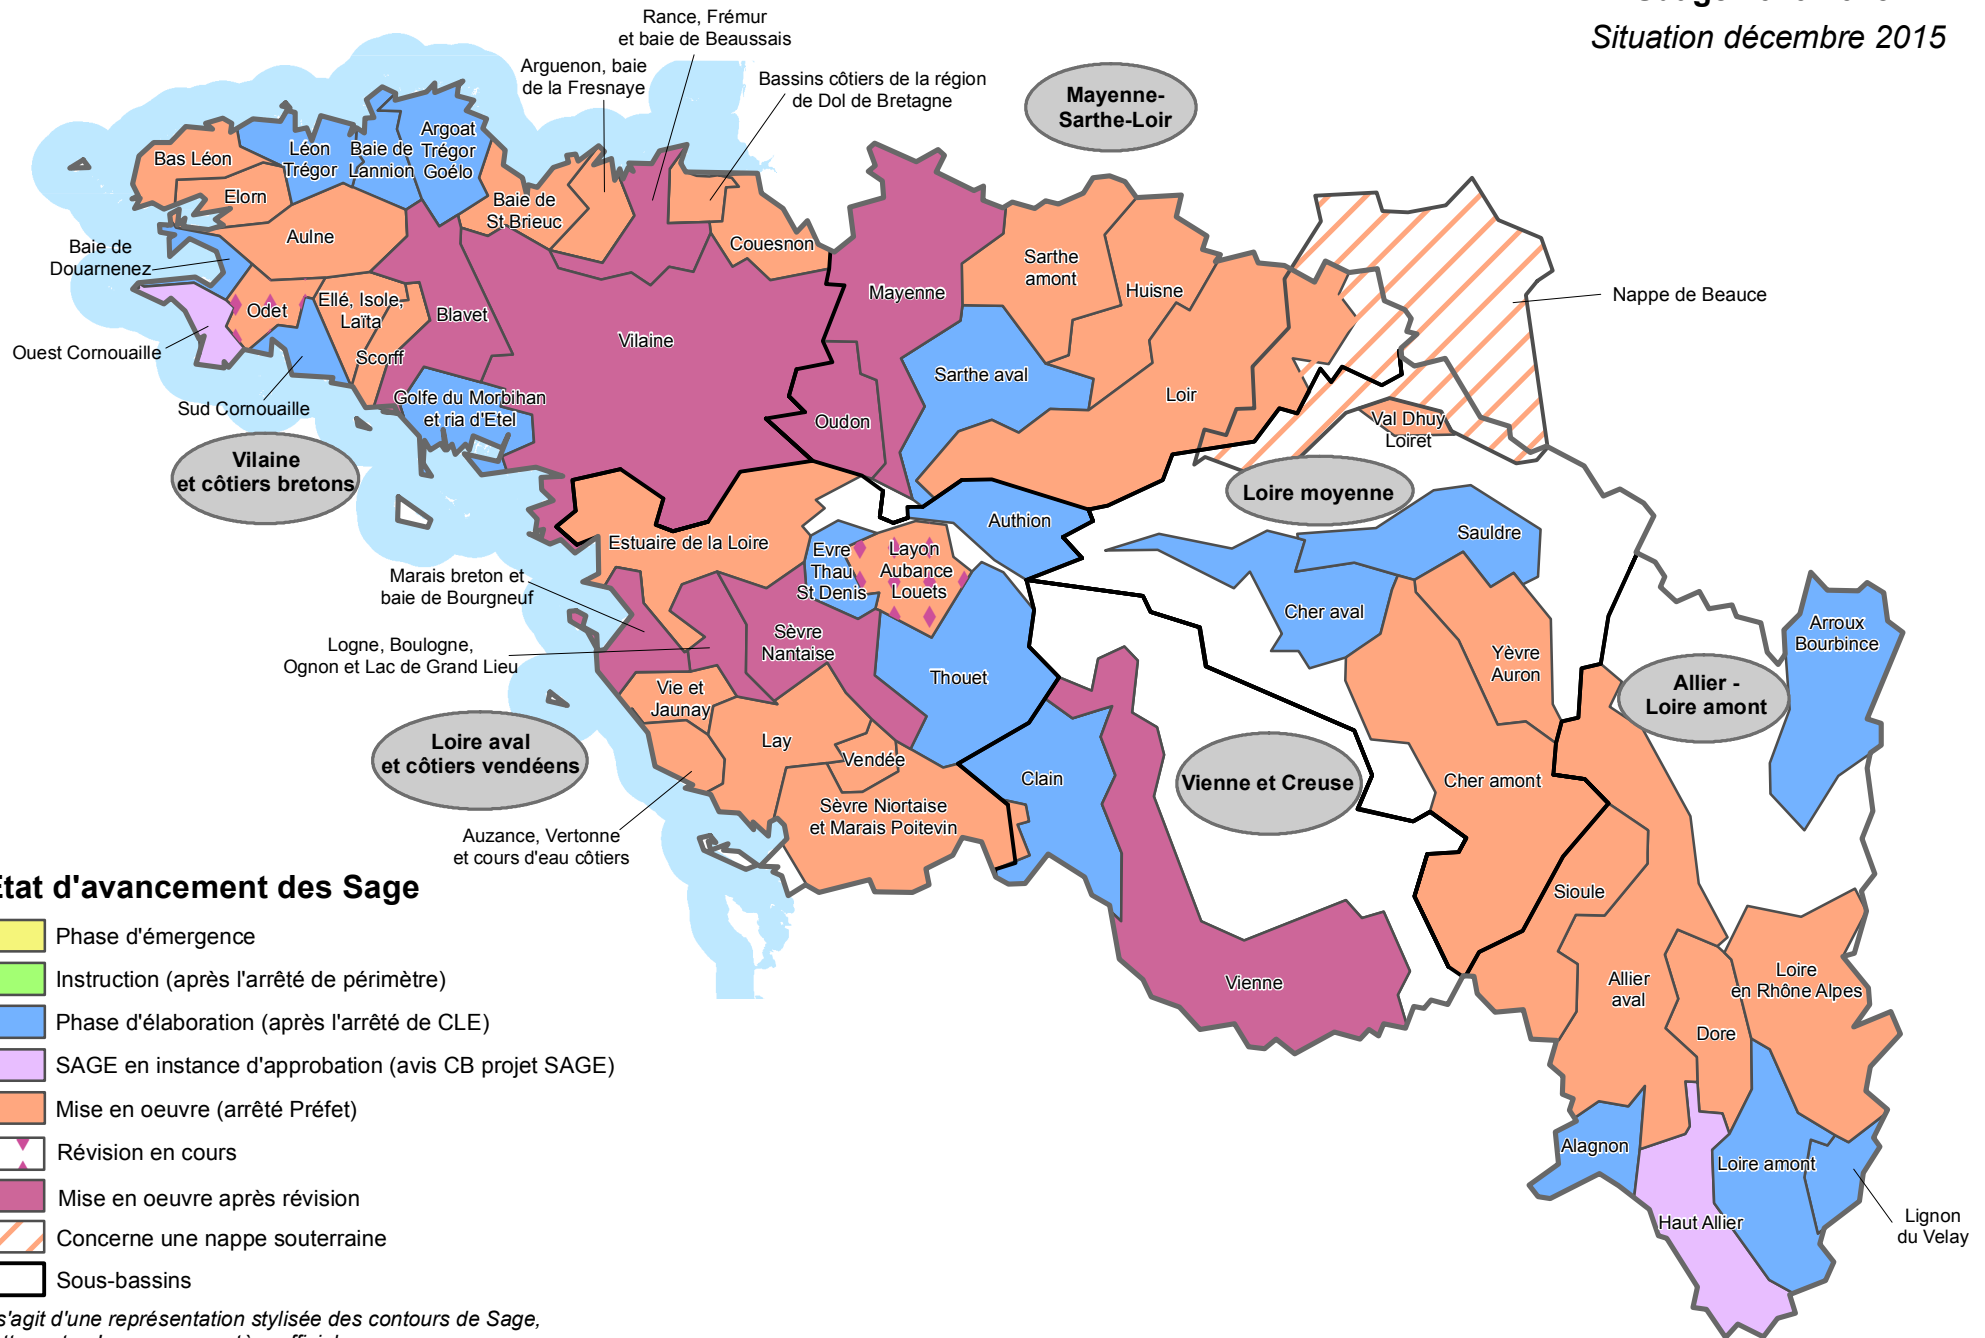 Situation décembre 2015
Rance, Frémur
et baie de Beaussais
Arguenon, baie
de la Fresnaye
Bassins côtiers de la région
de Dol de Bretagne
Mayenne-
Sarthe-Loir
Bas Léon
Léon
Trégor
Baie de
Lannion
Argoat
Trégor
Goélo
Elorn
Baie de
St Brieuc
Aulne
Couesnon
Baie de
Douarnenez
Sarthe
amont
Huisne
Mayenne
Nappe de Beauce
Odet
Ellé, Isole,
Laïta
Blavet
Vilaine
Ouest Cornouaille
Scorff
Sarthe aval
Loir
Sud Cornouaille
Golfe du Morbihan
et ria d'Etel
Oudon
Val Dhuy
Loiret
Vilaine
et côtiers bretons
Loire moyenne
Authion
Sauldre
Estuaire de la Loire
Evre
Thau
St Denis
Layon
Aubance
Louets
Marais breton et
baie de Bourgneuf
Cher aval
Arroux
Bourbince
Logne, Boulogne,
Ognon et Lac de Grand Lieu
Sèvre
Nantaise
Yèvre
Auron
Thouet
Vie et
Jaunay
Allier -
Loire amont
Loire aval
et côtiers vendéens
Lay
Vendée
Clain
Vienne et Creuse
Cher amont
Sèvre Niortaise
et Marais Poitevin
Auzance, Vertonne
et cours d'eau côtiers
Sioule
Vienne
Allier
aval
Loire
en Rhône Alpes
Dore
Alagnon
Loire amont
Haut Allier
Lignon
du Velay
Etat d'avancement des Sage
Phase d'émergence
Instruction (après l'arrêté de périmètre)
Phase d'élaboration (après l'arrêté de CLE)
SAGE en instance d'approbation (avis CB projet SAGE)
Mise en oeuvre (arrêté Préfet)
Révision en cours
Mise en oeuvre après révision
Concerne une nappe souterraine
Sous-bassins
s'agit d'une représentation stylisée des contours de Sage,